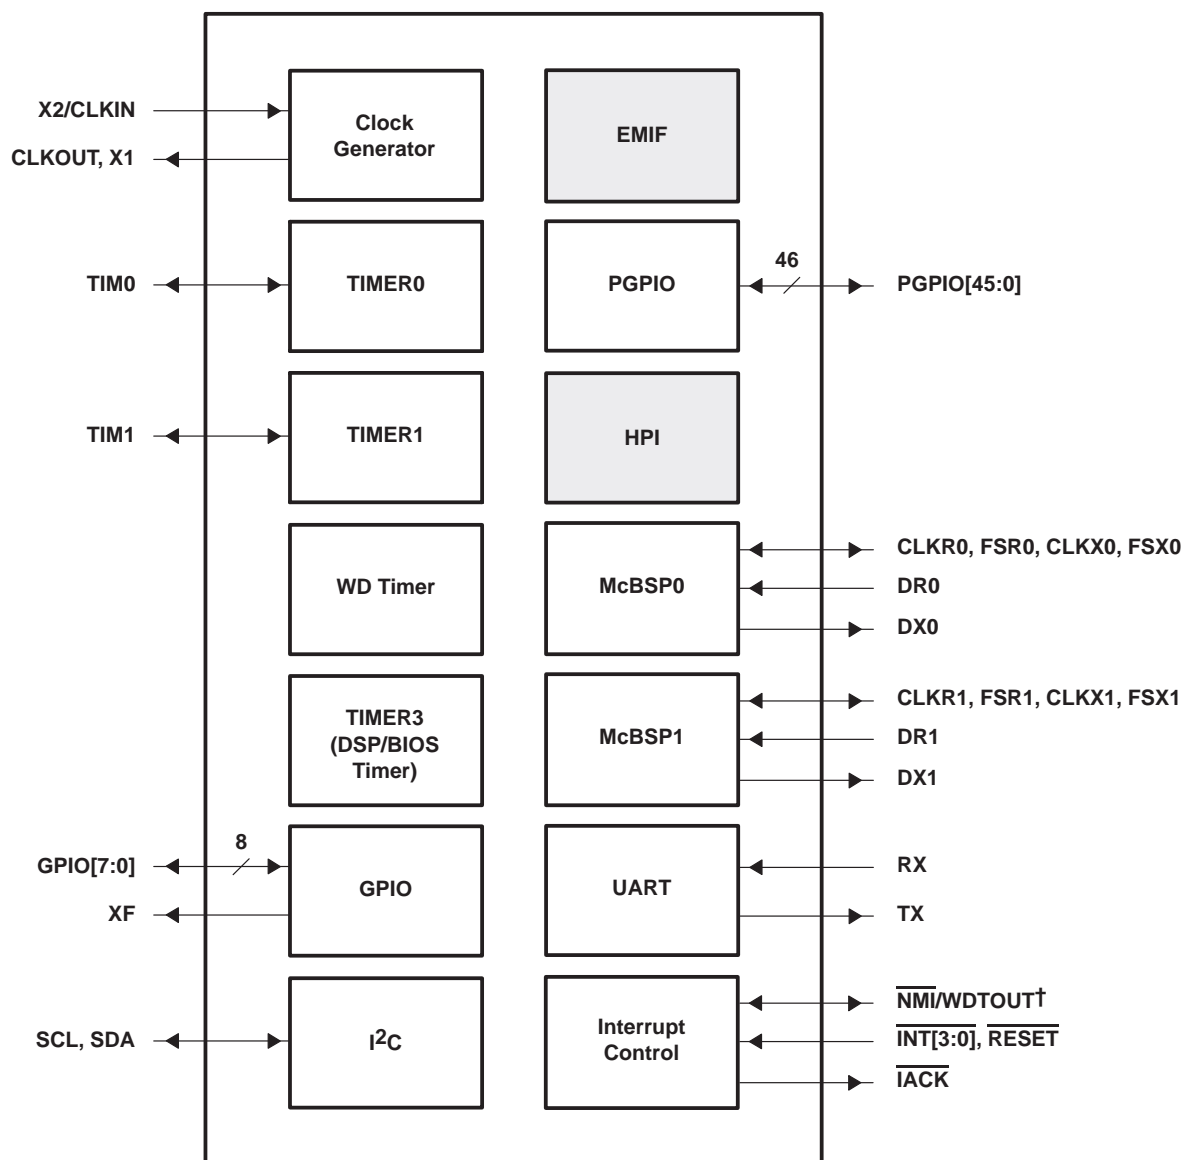 X2/CLKIN
CLKOUT, X1
Clock
Generator
EMIF
TIM0
TIMER0
PGPIO
46
PGPIO[45:0]
TIM1
TIMER1
HPI
WD Timer
McBSP0
CLKR0, FSR0, CLKX0, FSX0
DR0
DX0
TIMER3
(DSP/BIOS
Timer)
McBSP1
CLKR1, FSR1, CLKX1, FSX1
DR1
DX1
GPIO[7:0]
8
XF
GPIO
UART
RX
TX
SCL, SDA
I2C
Interrupt
Control
NMI/WDTOUT†
INT[3:0], RESET
IACK